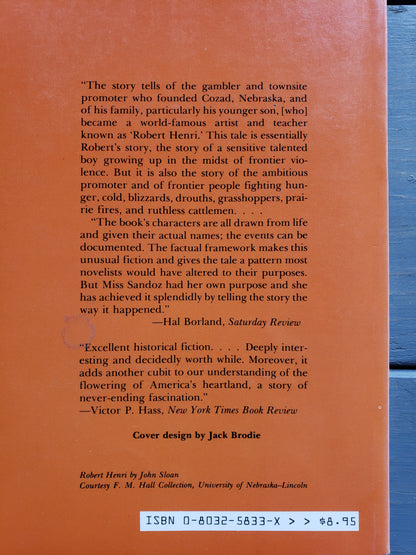 "The story tells of the gambler and townsite
promoter who founded Cozad, Nebraska, and
of his family, particularly his younger son, [who]
became a world-famous artist and teacher
known as 'Robert Henri.' This tale is essentially
Robert's story, the story of a sensitive talented
boy growing up in the midst of frontier vio-
lence. But it is also the story of the ambitious
promoter and of frontier people fighting hun-
ger, cold, blizzards, drouths, grasshoppers, prai-
rie fires, and ruthless cattlemen. . . .
"The book's characters are all drawn from life
and given their actual names; the events can be
documented. The factual framework makes this
unusual fiction and gives the tale a pattern most
novelists would have altered to their purposes.
But Miss Sandoz had her own purpose and she
has achieved it splendidly by telling the story the
way it happened."
—Hal Borland, Saturday Review
"Excellent historical fiction. . . . Deeply inter-
esting and decidedly worth while. Moreover, it
adds another cubit to our understanding of the
flowering of America's heartland, a story of
never-ending fascination."
—Victor P. Hass, New York Times Book Review
Cover design by Jack Brodie
Robert Henri by John Sloan
Courtesy F. M. Hall Collection, University of Nebraska–Lincoln
ISBN 0-8032-5833-X > > $8.95